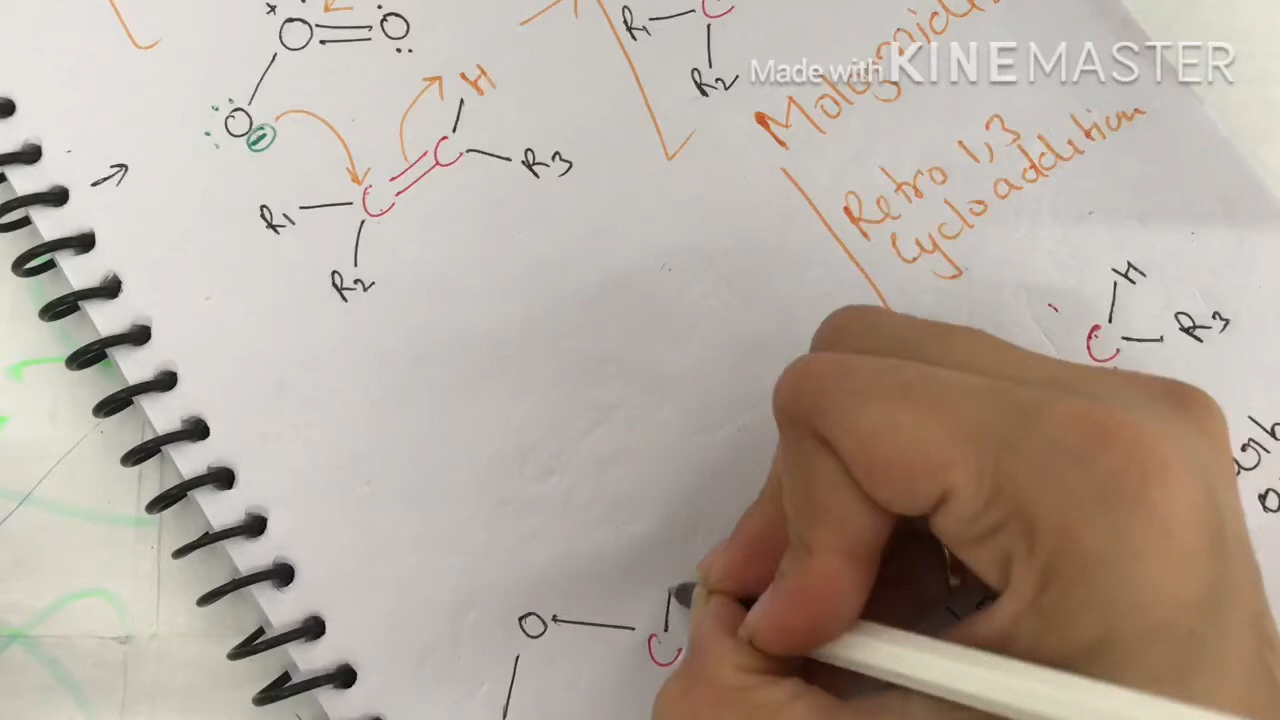 Made with KINEMASTER
O=O
O
H
C=C
R3
R1
R2
R1
C
R2
Retro 1,3
cycloaddition
H
C
R3
O
C